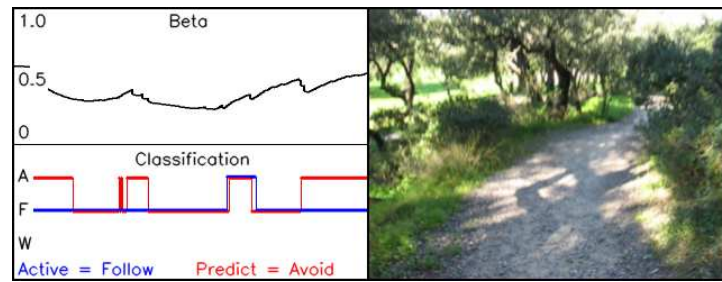 1.0 Beta
0.5
0
Classification
A
F
W
Active = Follow Predict = Avoid